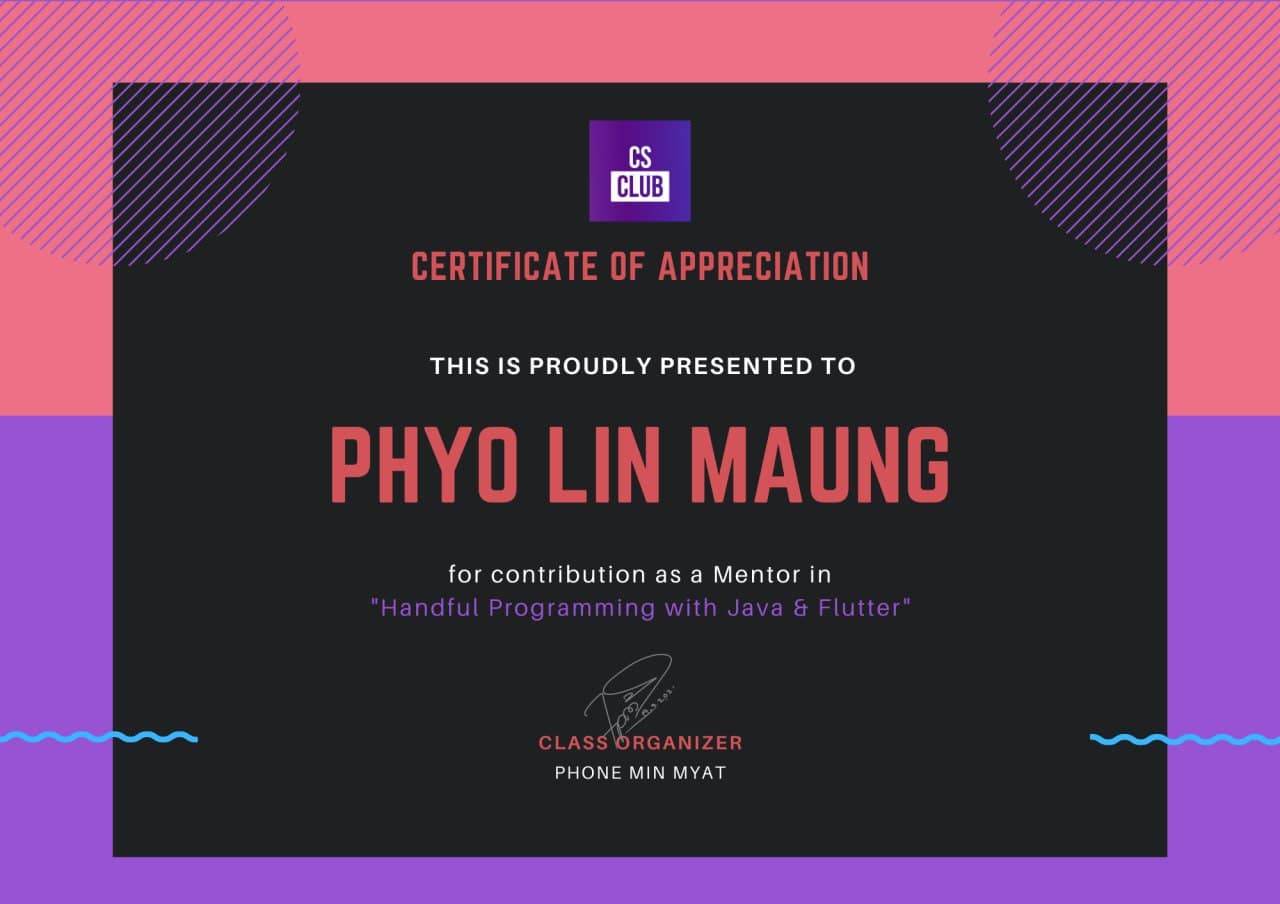 CS
CLUB
CERTIFICATE OF APPRECIATION
THIS IS PROUDLY PRESENTED TO
PHYO LIN MAUNG
for contribution as a Mentor in
"Handful Programming with Java & Flutter"
CLASS ORGANIZER
PHONE MIN MYAT